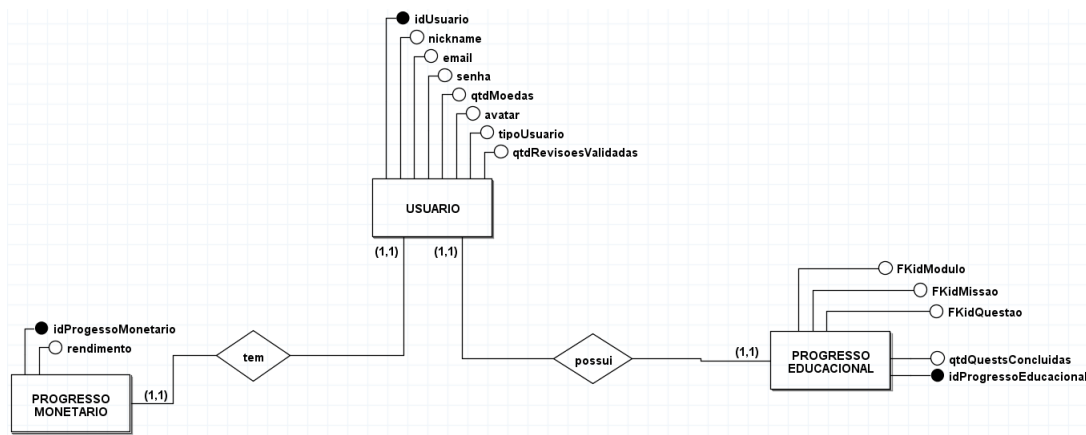 idUsuario
nickname
email
senha
qtdMoedas
avatar
tipoUsuario
qtdRevisoesValidadas
USUARIO
(1,1)
(1,1)
FKidModulo
FKidMissao
FKidQuestao
idProgessoMonetario
rendimento
tem
possui
(1,1)
PROGRESSO
EDUCACIONAL
qtdQuestsConcluidas
idProgressoEducacional
PROGRESSO
MONETARIO
(1,1)